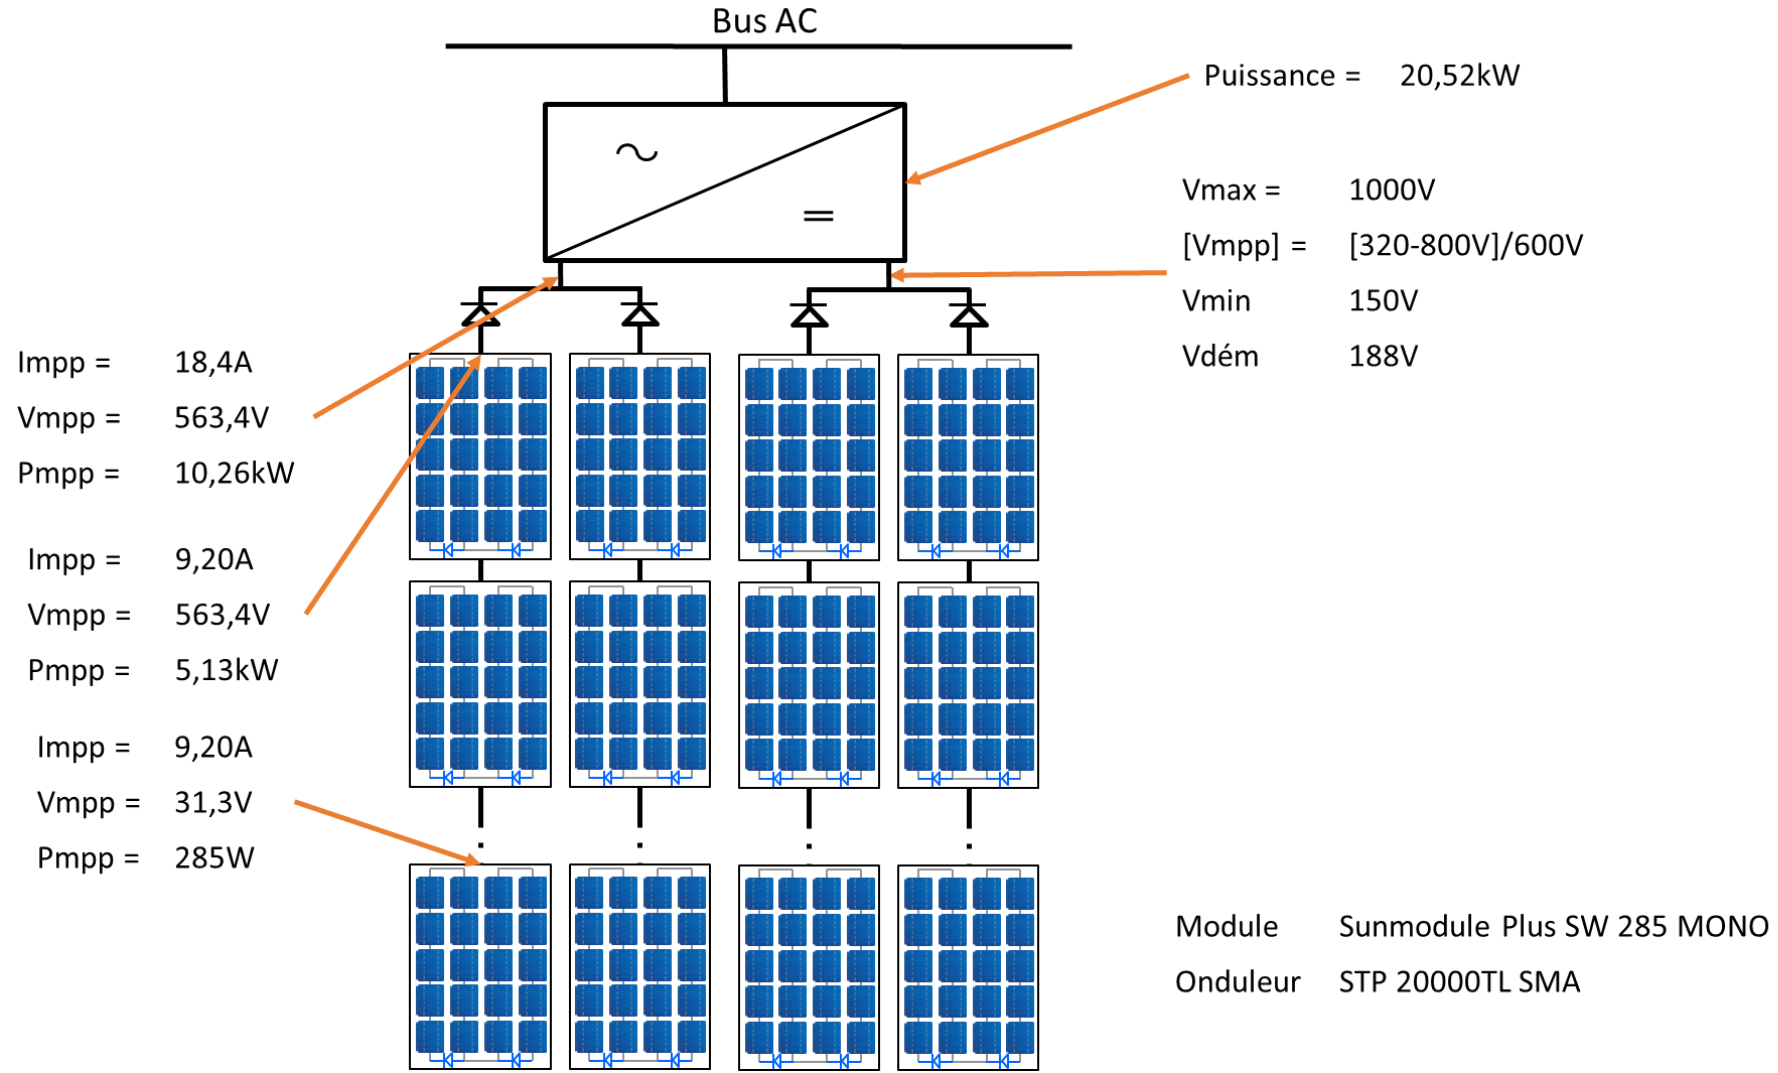 Bus AC
Puissance = 20,52kW
Vmax = 1000V
[Vmpp] = [320-800V]/600V
Vmin 150V
Vdém 188V
Impp = 18,4A
Vmpp = 563,4V
Pmpp = 10,26kW
Impp = 9,20A
Vmpp = 563,4V
Pmpp = 5,13kW
Impp = 9,20A
Vmpp = 31,3V
Pmpp = 285W
Module Sunmodule Plus SW 285 MONO
Onduleur STP 20000TL SMA